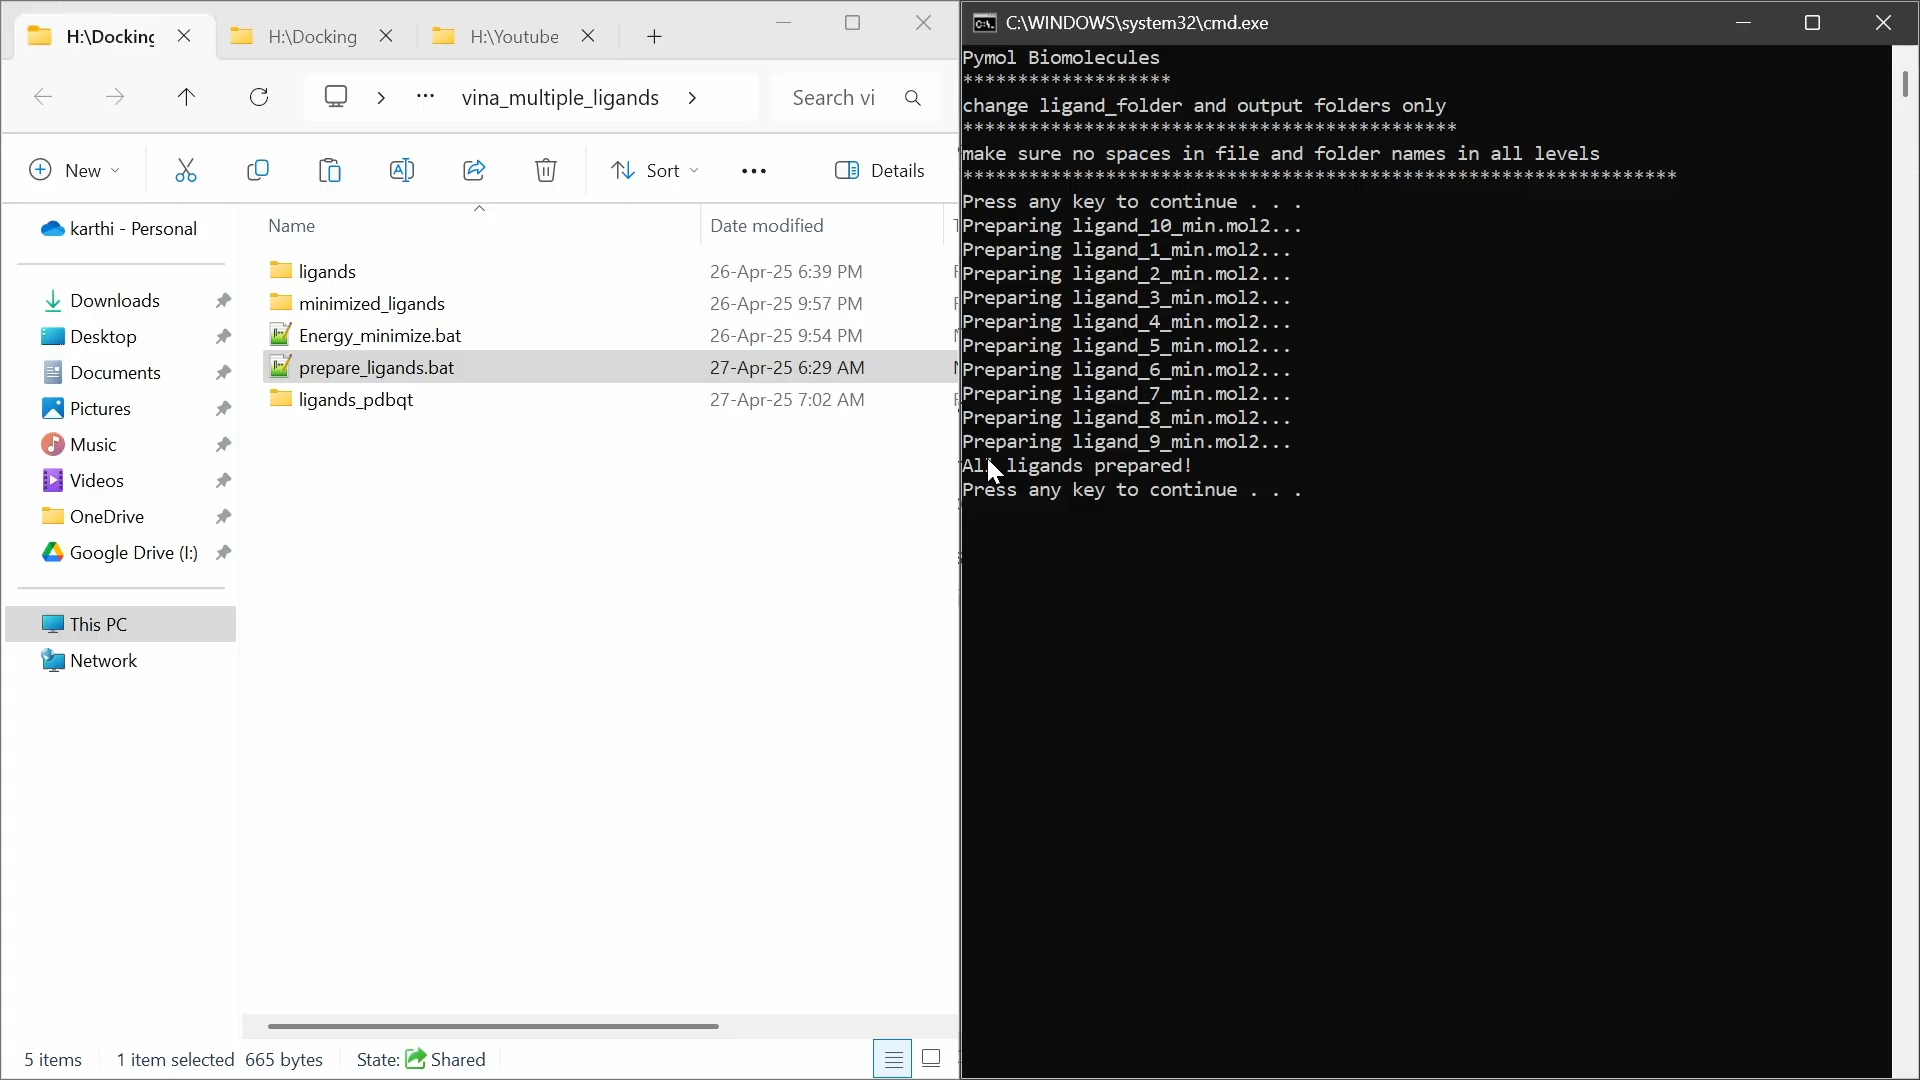 H:\Docking
H:\Docking
H:\Youtube
vina_multiple_ligands
Search vi
New
Sort
Details
karthi - Personal
Downloads
Desktop
Documents
Pictures
Music
Videos
OneDrive
Google Drive (I:)
This PC
Network
Name
Date modified
ligands 26-Apr-25 6:39 PM
minimized_ligands 26-Apr-25 9:57 PM
Energy_minimize.bat 26-Apr-25 9:54 PM
prepare_ligands.bat 27-Apr-25 6:29 AM
ligands_pdbqt 27-Apr-25 7:02 AM
5 items 1 item selected 665 bytes State: Shared
C:\WINDOWS\system32\cmd.exe
Pymol Biomolecules
*******************
change ligand_folder and output folders only
*********************************************
make sure no spaces in file and folder names in all levels
*****************************************************************
Press any key to continue . . .
Preparing ligand_10_min.mol2...
Preparing ligand_1_min.mol2...
Preparing ligand_2_min.mol2...
Preparing ligand_3_min.mol2...
Preparing ligand_4_min.mol2...
Preparing ligand_5_min.mol2...
Preparing ligand_6_min.mol2...
Preparing ligand_7_min.mol2...
Preparing ligand_8_min.mol2...
Preparing ligand_9_min.mol2...
All ligands prepared!
Press any key to continue . . .